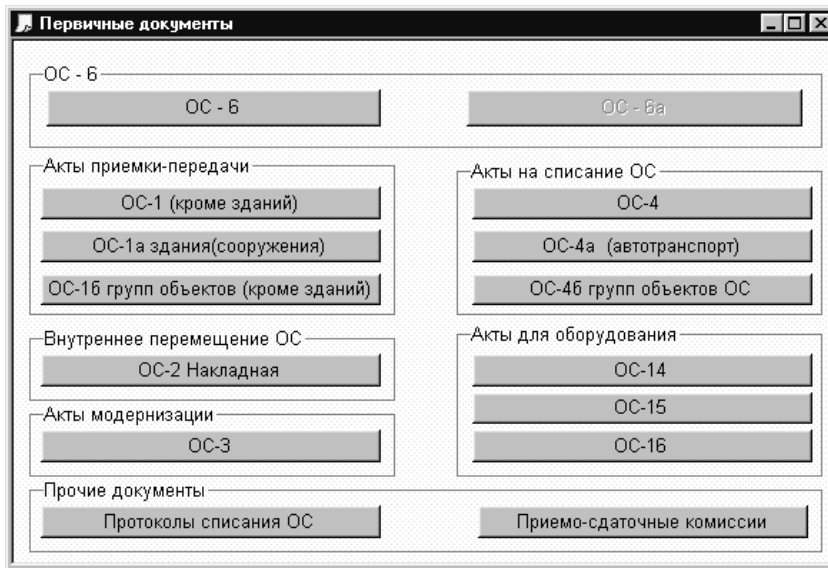 Первичные документы
ОС - 6
ОС - 6
ОС - 6а
Акты приемки-передачи
ОС-1 (кроме зданий)
ОС-1а здания(сооружения)
ОС-1б групп объектов (кроме зданий)
Акты на списание ОС
ОС-4
ОС-4а (автотранспорт)
ОС-4б групп объектов ОС
Внутреннее перемещение ОС
ОС-2 Накладная
Акты модернизации
ОС-3
Акты для оборудования
ОС-14
ОС-15
ОС-16
Прочие документы
Протоколы списания ОС
Приемо-сдаточные комиссии